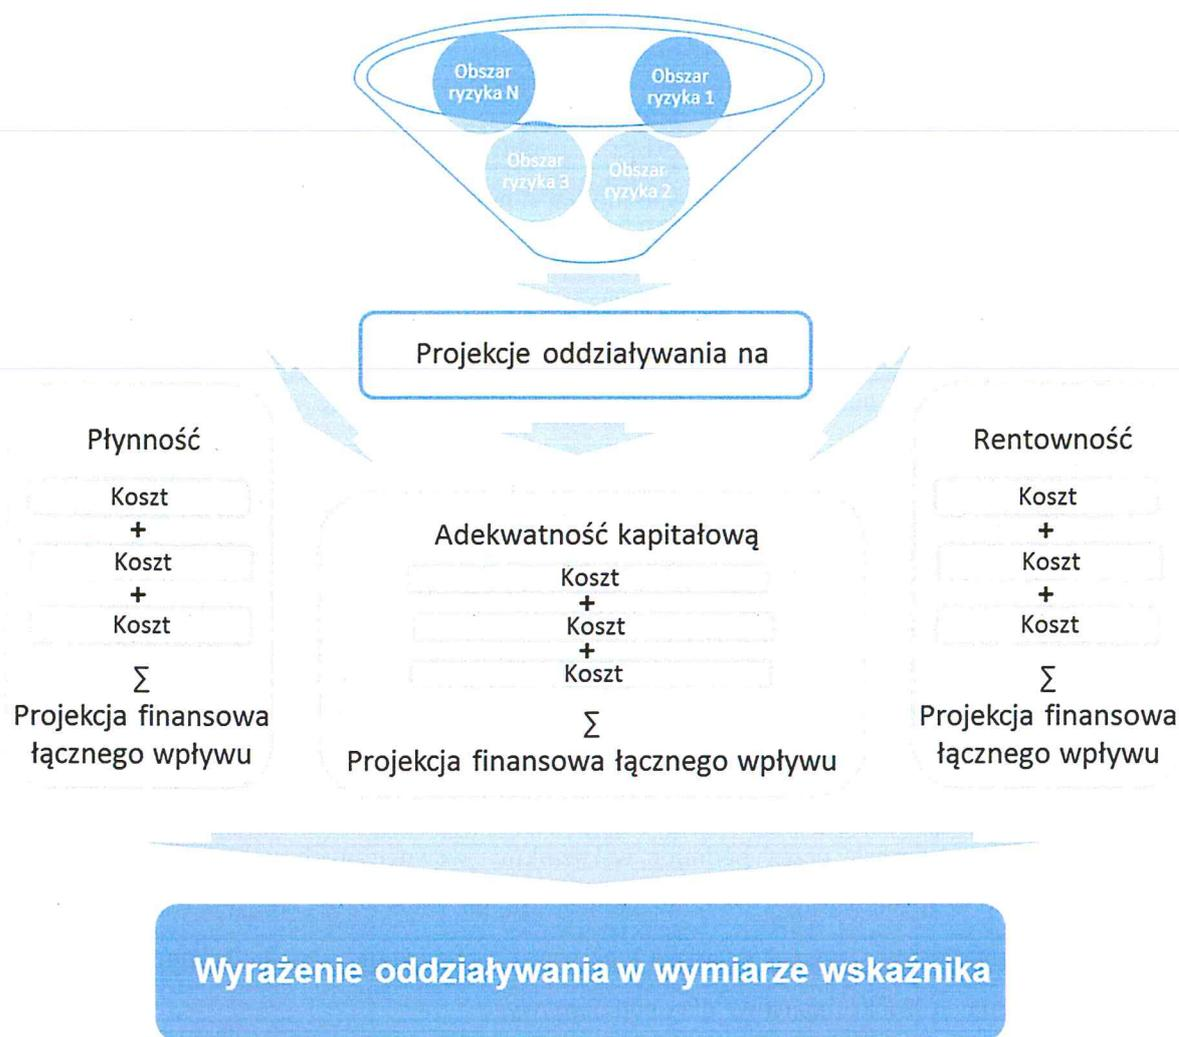 Obszar
ryzyka N
Obszar
ryzyka 1
Obszar
ryzyka 3
Obszar
ryzyka 2
Projekcje oddziaływania na
Płynność
Koszt
+
Koszt
+
Koszt
∑
Projekcja finansowa
łącznego wpływu
Adekwatność kapitałową
Koszt
+
Koszt
+
Koszt
∑
Projekcja finansowa łącznego wpływu
Rentowność
Koszt
+
Koszt
+
Koszt
∑
Projekcja finansowa
łącznego wpływu
Wyrażenie oddziaływania w wymiarze wskaźnika